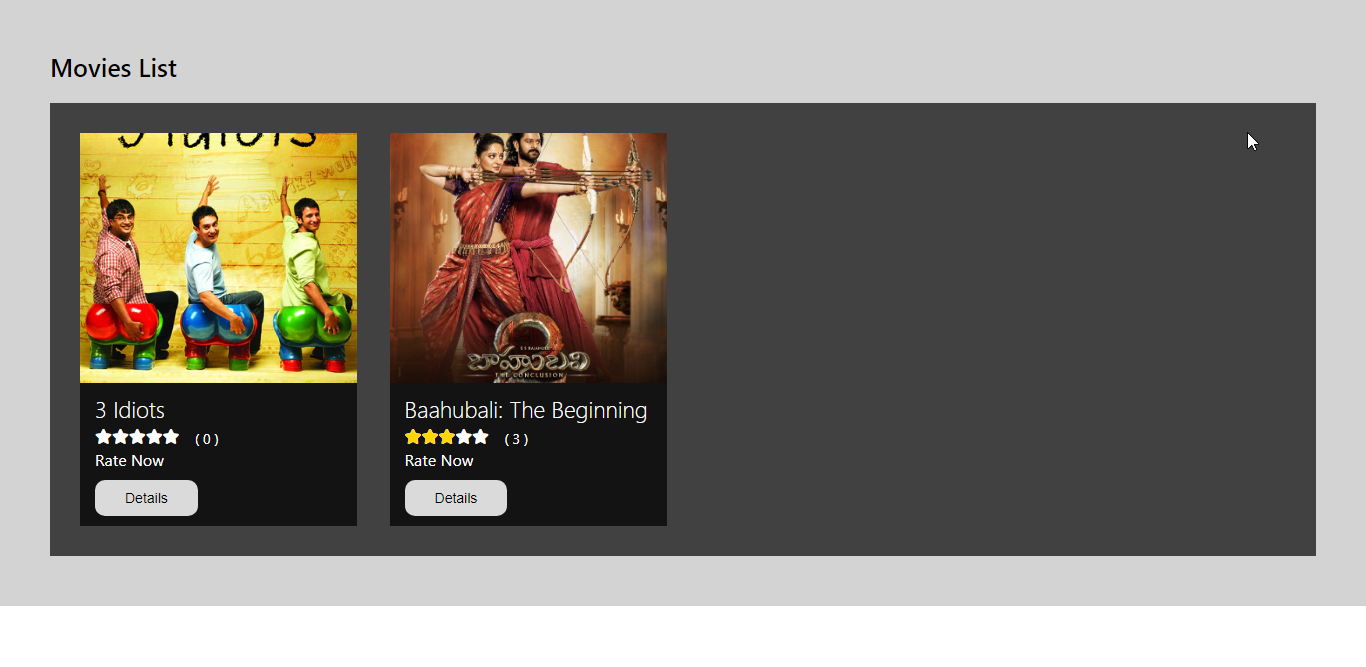 Movies List
3 Idiots
3 Idiots
( 0 )
Rate Now
Details
బాహుబలి
THE CONCLUSION
Baahubali: The Beginning
( 3 )
Rate Now
Details